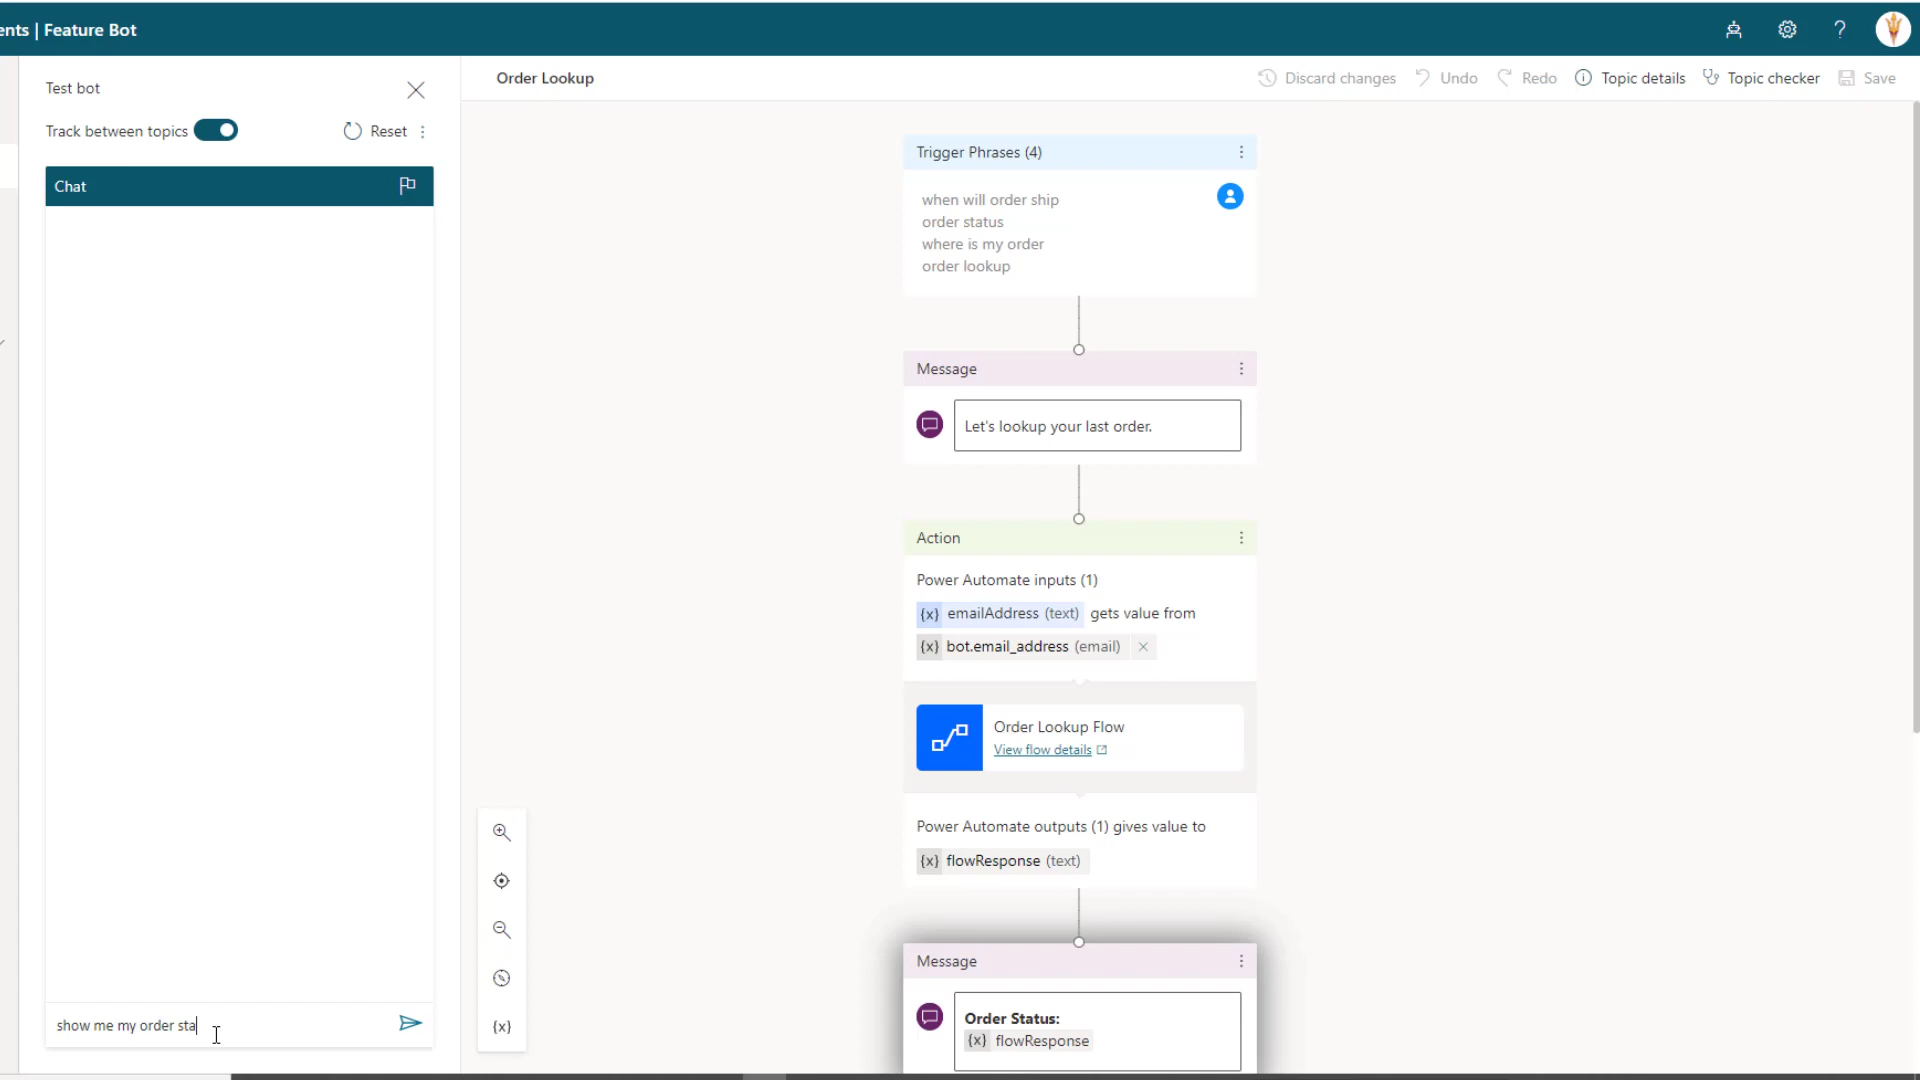 ents | Feature Bot
?
Test bot
Track between topics
Reset
Chat
show me my order sta
Order Lookup
Discard changes
Undo
Redo
Topic details
Topic checker
Save
Trigger Phrases (4)
when will order ship
order status
where is my order
order lookup
Message
Let's lookup your last order.
Action
Power Automate inputs (1)
{x} emailAddress (text) gets value from
{x} bot.email_address (email)
Order Lookup Flow
View flow details
Power Automate outputs (1) gives value to
{x} flowResponse (text)
Message
Order Status:
{x} flowResponse
{x}